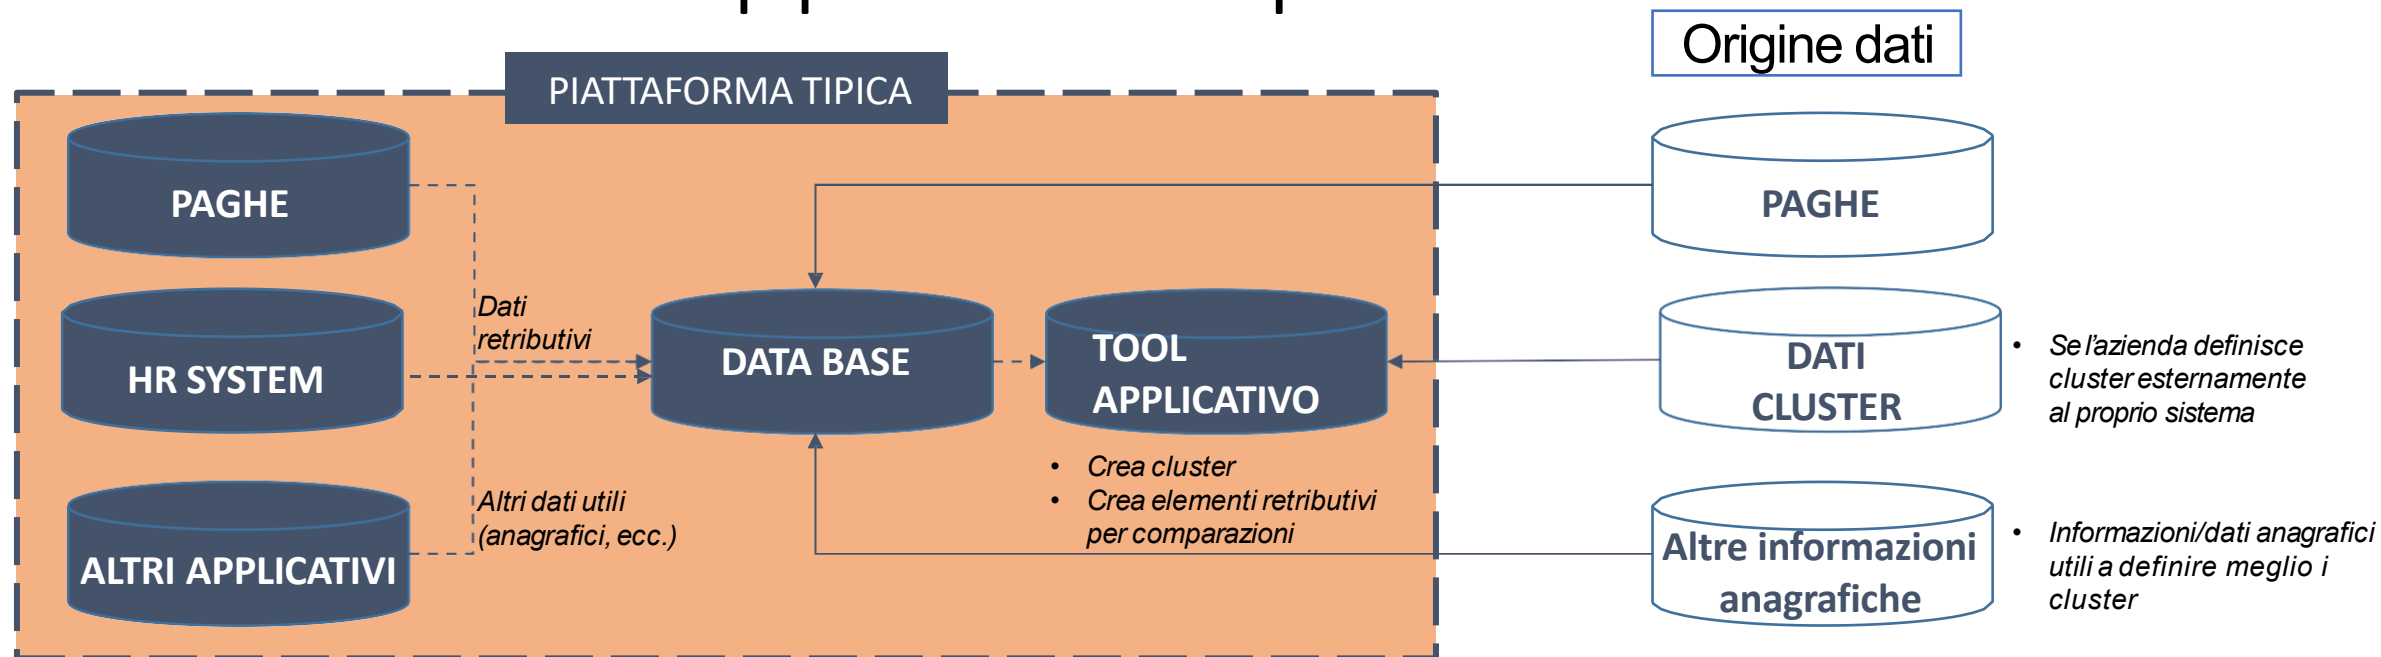 Origine dati
PIATTAFORMA TIPICA
PAGHE
HR SYSTEM
ALTRI APPLICATIVI
Dati
retributivi
Altri dati utili
(anagrafici, ecc.)
DATA BASE
TOOL
APPLICATIVO
• Crea cluster
• Crea elementi retributivi
per comparazioni
PAGHE
DATI
CLUSTER
• Se l'azienda definisce
cluster esternamente
al proprio sistema
Altre informazioni
anagrafiche
• Informazioni/dati anagrafici
utili a definire meglio i
cluster